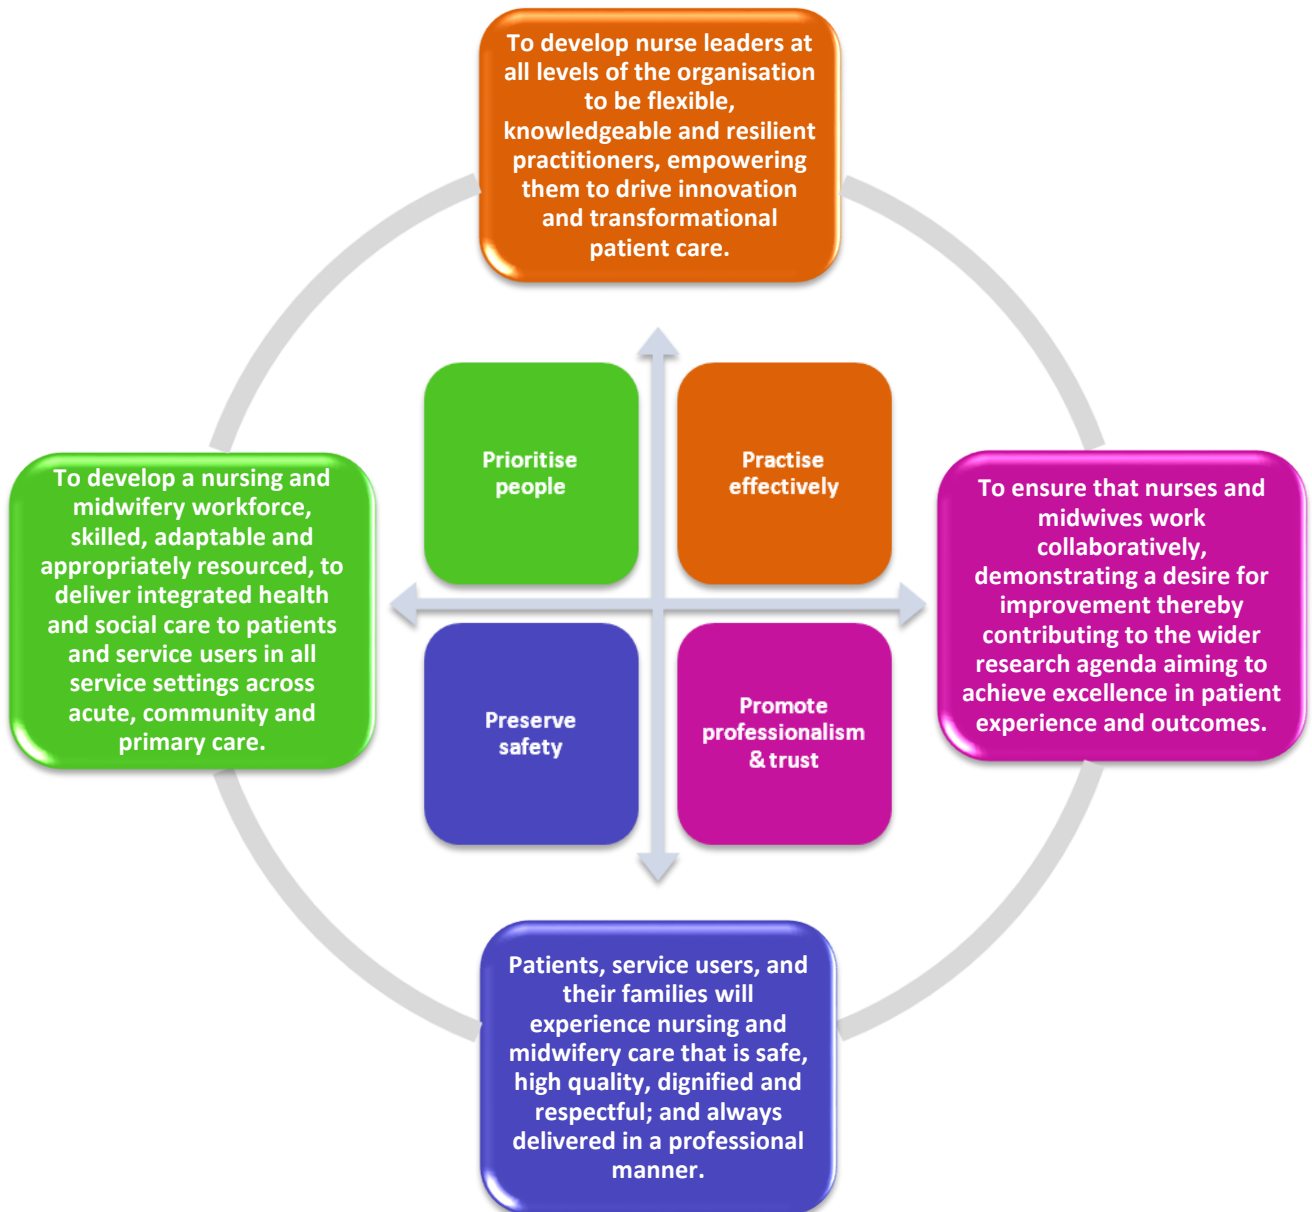 To develop nurse leaders at
all levels of the organisation
to be flexible,
knowledgeable and resilient
practitioners, empowering
them to drive innovation
and transformational
patient care.
Prioritise
people
Practise
effectively
To develop a nursing and
midwifery workforce,
skilled, adaptable and
appropriately resourced, to
deliver integrated health
and social care to patients
and service users in all
service settings across
acute, community and
primary care.
To ensure that nurses and
midwives work
collaboratively,
demonstrating a desire for
improvement thereby
contributing to the wider
research agenda aiming to
achieve excellence in patient
experience and outcomes.
Preserve
safety
Promote
professionalism
& trust
Patients, service users, and
their families will
experience nursing and
midwifery care that is safe,
high quality, dignified and
respectful; and always
delivered in a professional
manner.